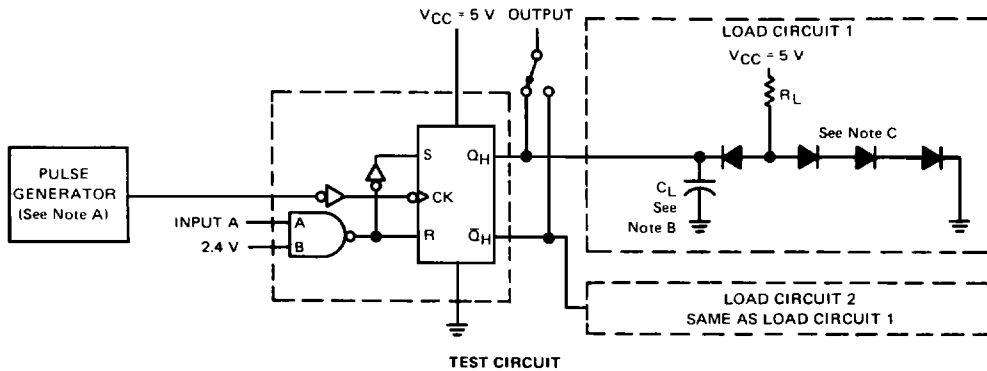 VCC = 5 V OUTPUT
LOAD CIRCUIT 1
VCC = 5 V
RL
See Note C
PULSE
GENERATOR
(See Note A)
S
QH
CK
CL
See
Note B
INPUT A
A
2.4 V
B
R
Q̅H
LOAD CIRCUIT 2
SAME AS LOAD CIRCUIT 1
TEST CIRCUIT